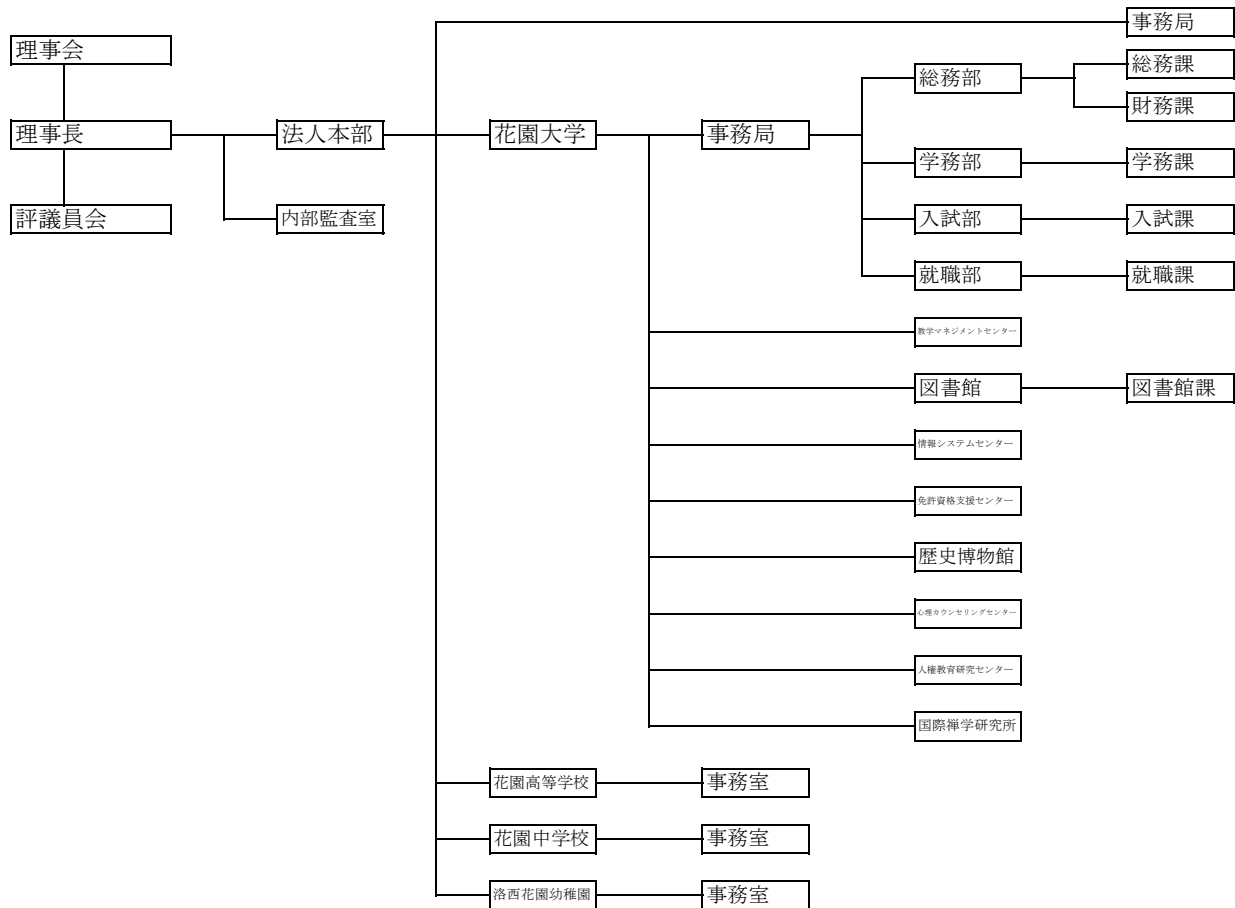 事務局
理事会
総務部
総務課
財務課
理事長
法人本部
花園大学
事務局
学務部
学務課
評議員会
内部監査室
入試部
入試課
就職部
就職課
教学マネジメントセンター
図書館
図書館課
情報システムセンター
免許資格支援センター
歴史博物館
心理カウンセリングセンター
人権教育研究センター
国際禅学研究所
花園高等学校
事務室
花園中学校
事務室
洛西花園幼稚園
事務室